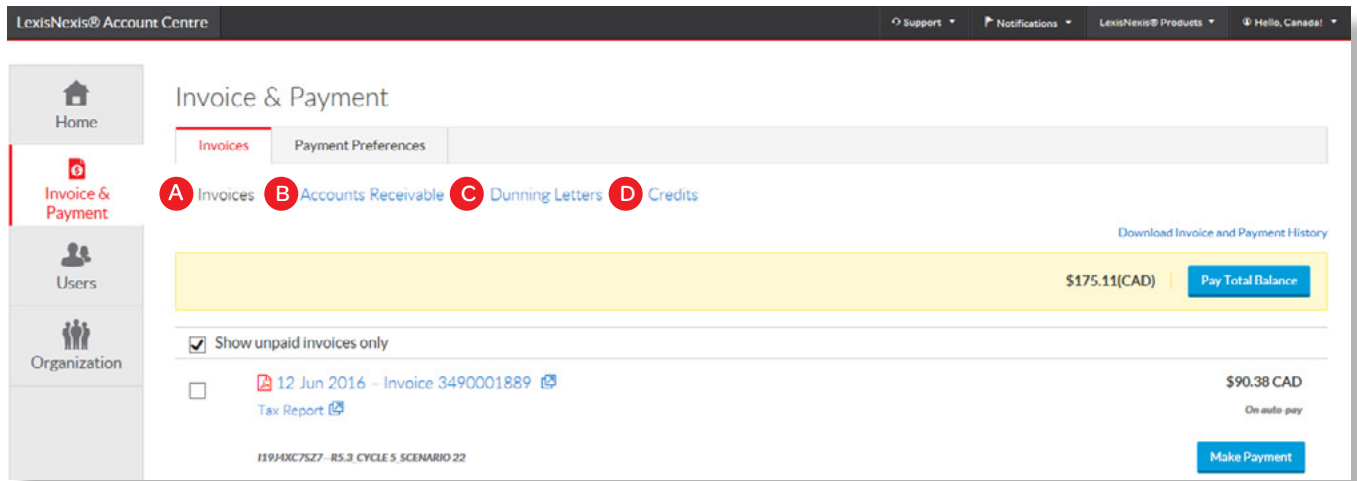 LexisNexis® Account Centre
Support
Notifications
LexisNexis® Products
Hello, Canada!
Home
Invoice &
Payment
Users
Organization
Invoice & Payment
Invoices
Payment Preferences
A Invoices B Accounts Receivable C Dunning Letters D Credits
Download Invoice and Payment History
$175.11(CAD)
Pay Total Balance
Show unpaid invoices only
12 Jun 2016 – Invoice 3490001889
$90.38 CAD
Tax Report
On auto-pay
I19J4XC7SZ7--R5.3_CYCLE 5_SCENARIO 22
Make Payment